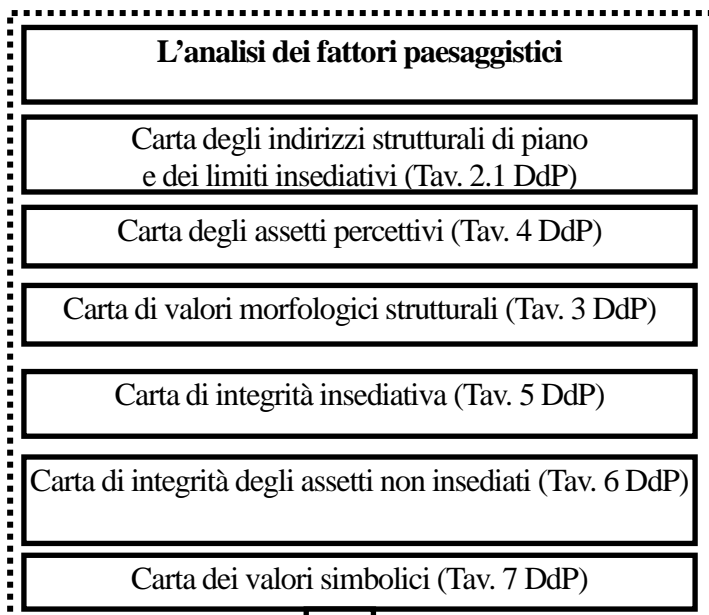 L'analisi dei fattori paesaggistici
Carta degli indirizzi strutturali di piano
e dei limiti insediativi (Tav. 2.1 DdP)
Carta degli assetti percettivi (Tav. 4 DdP)
Carta di valori morfologici strutturali (Tav. 3 DdP)
Carta di integrità insediativa (Tav. 5 DdP)
Carta di integrità degli assetti non insediati (Tav. 6 DdP)
Carta dei valori simbolici (Tav. 7 DdP)